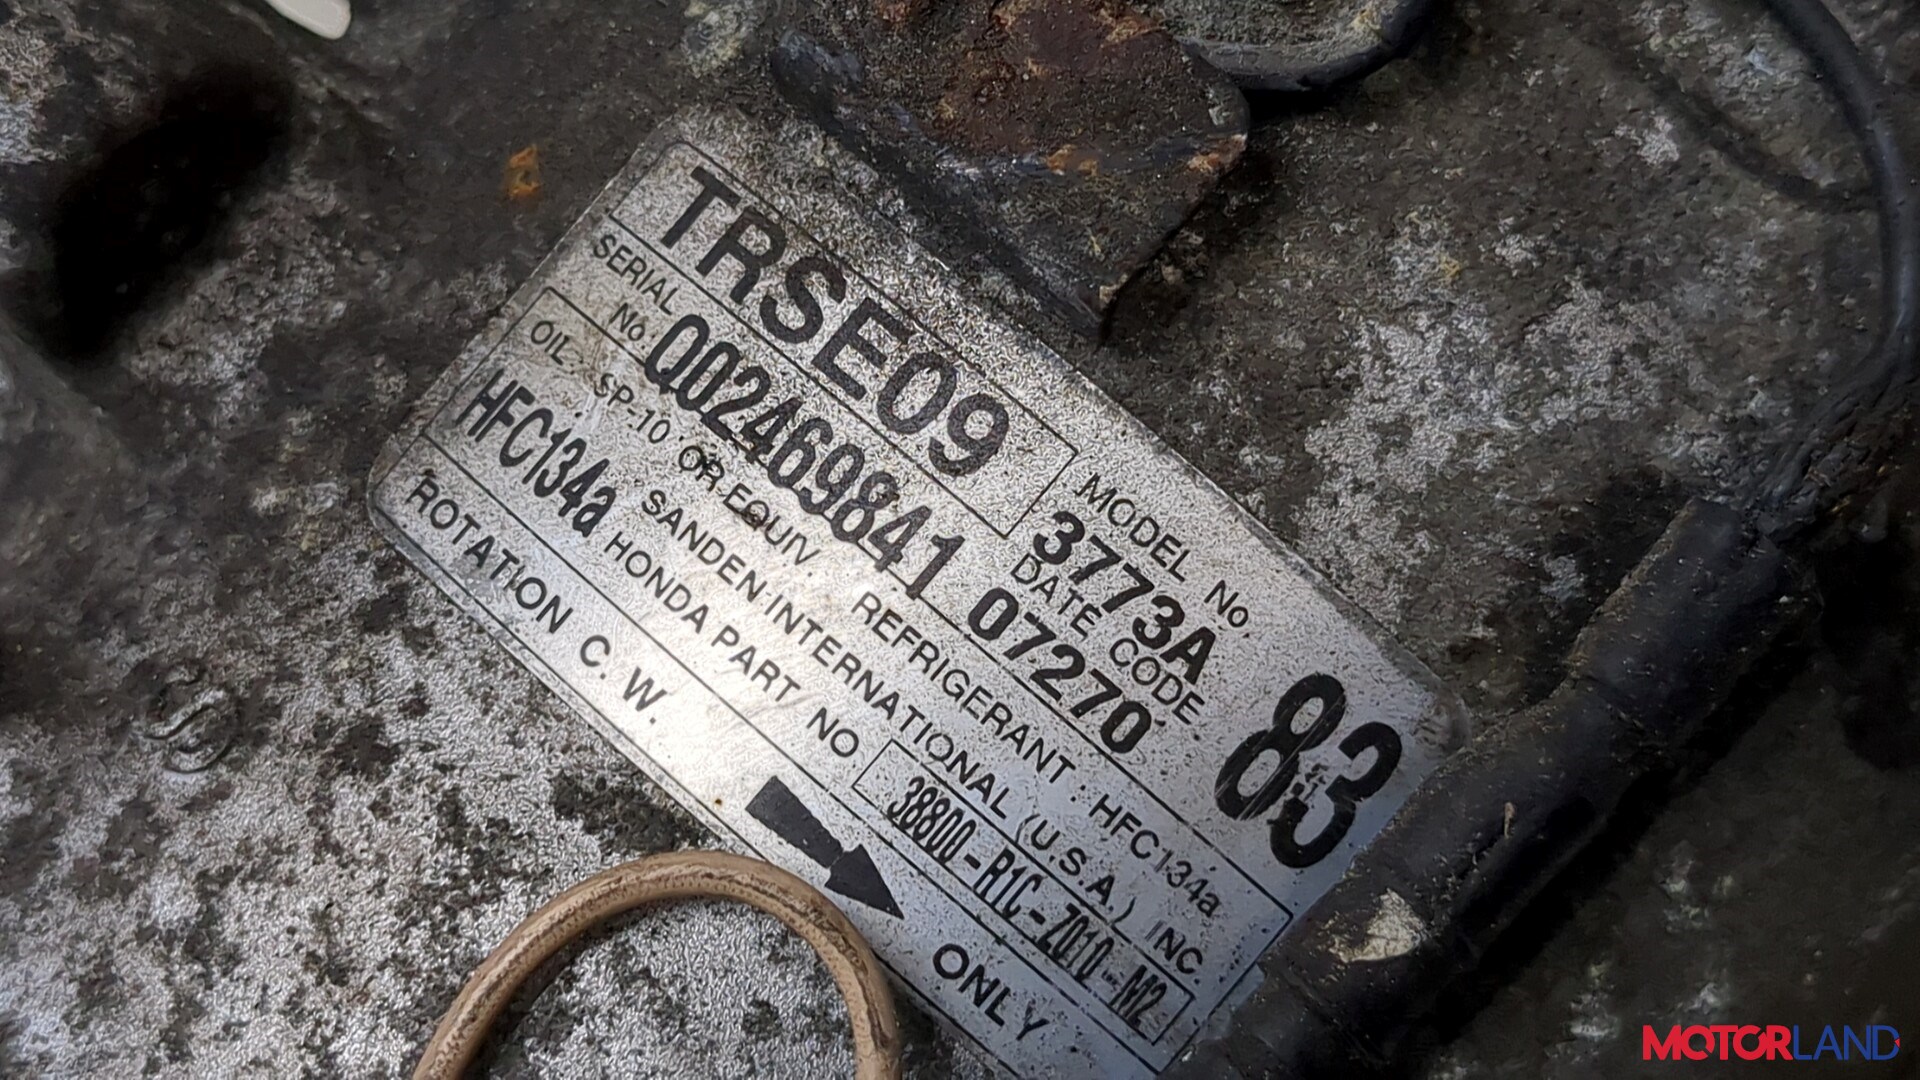 TRSE09
MODEL No.
3773A
SERIAL No.
Q02469841
DATE CODE
07270
83
OIL: SP-10 OR EQUIV. REFRIGERANT: HFC134a
HFC134a
SANDEN INTERNATIONAL (U.S.A.) INC
HONDA PART NO
38800-R1C-Z010-M2
ROTATION C.W.
ONLY
MOTORLAND